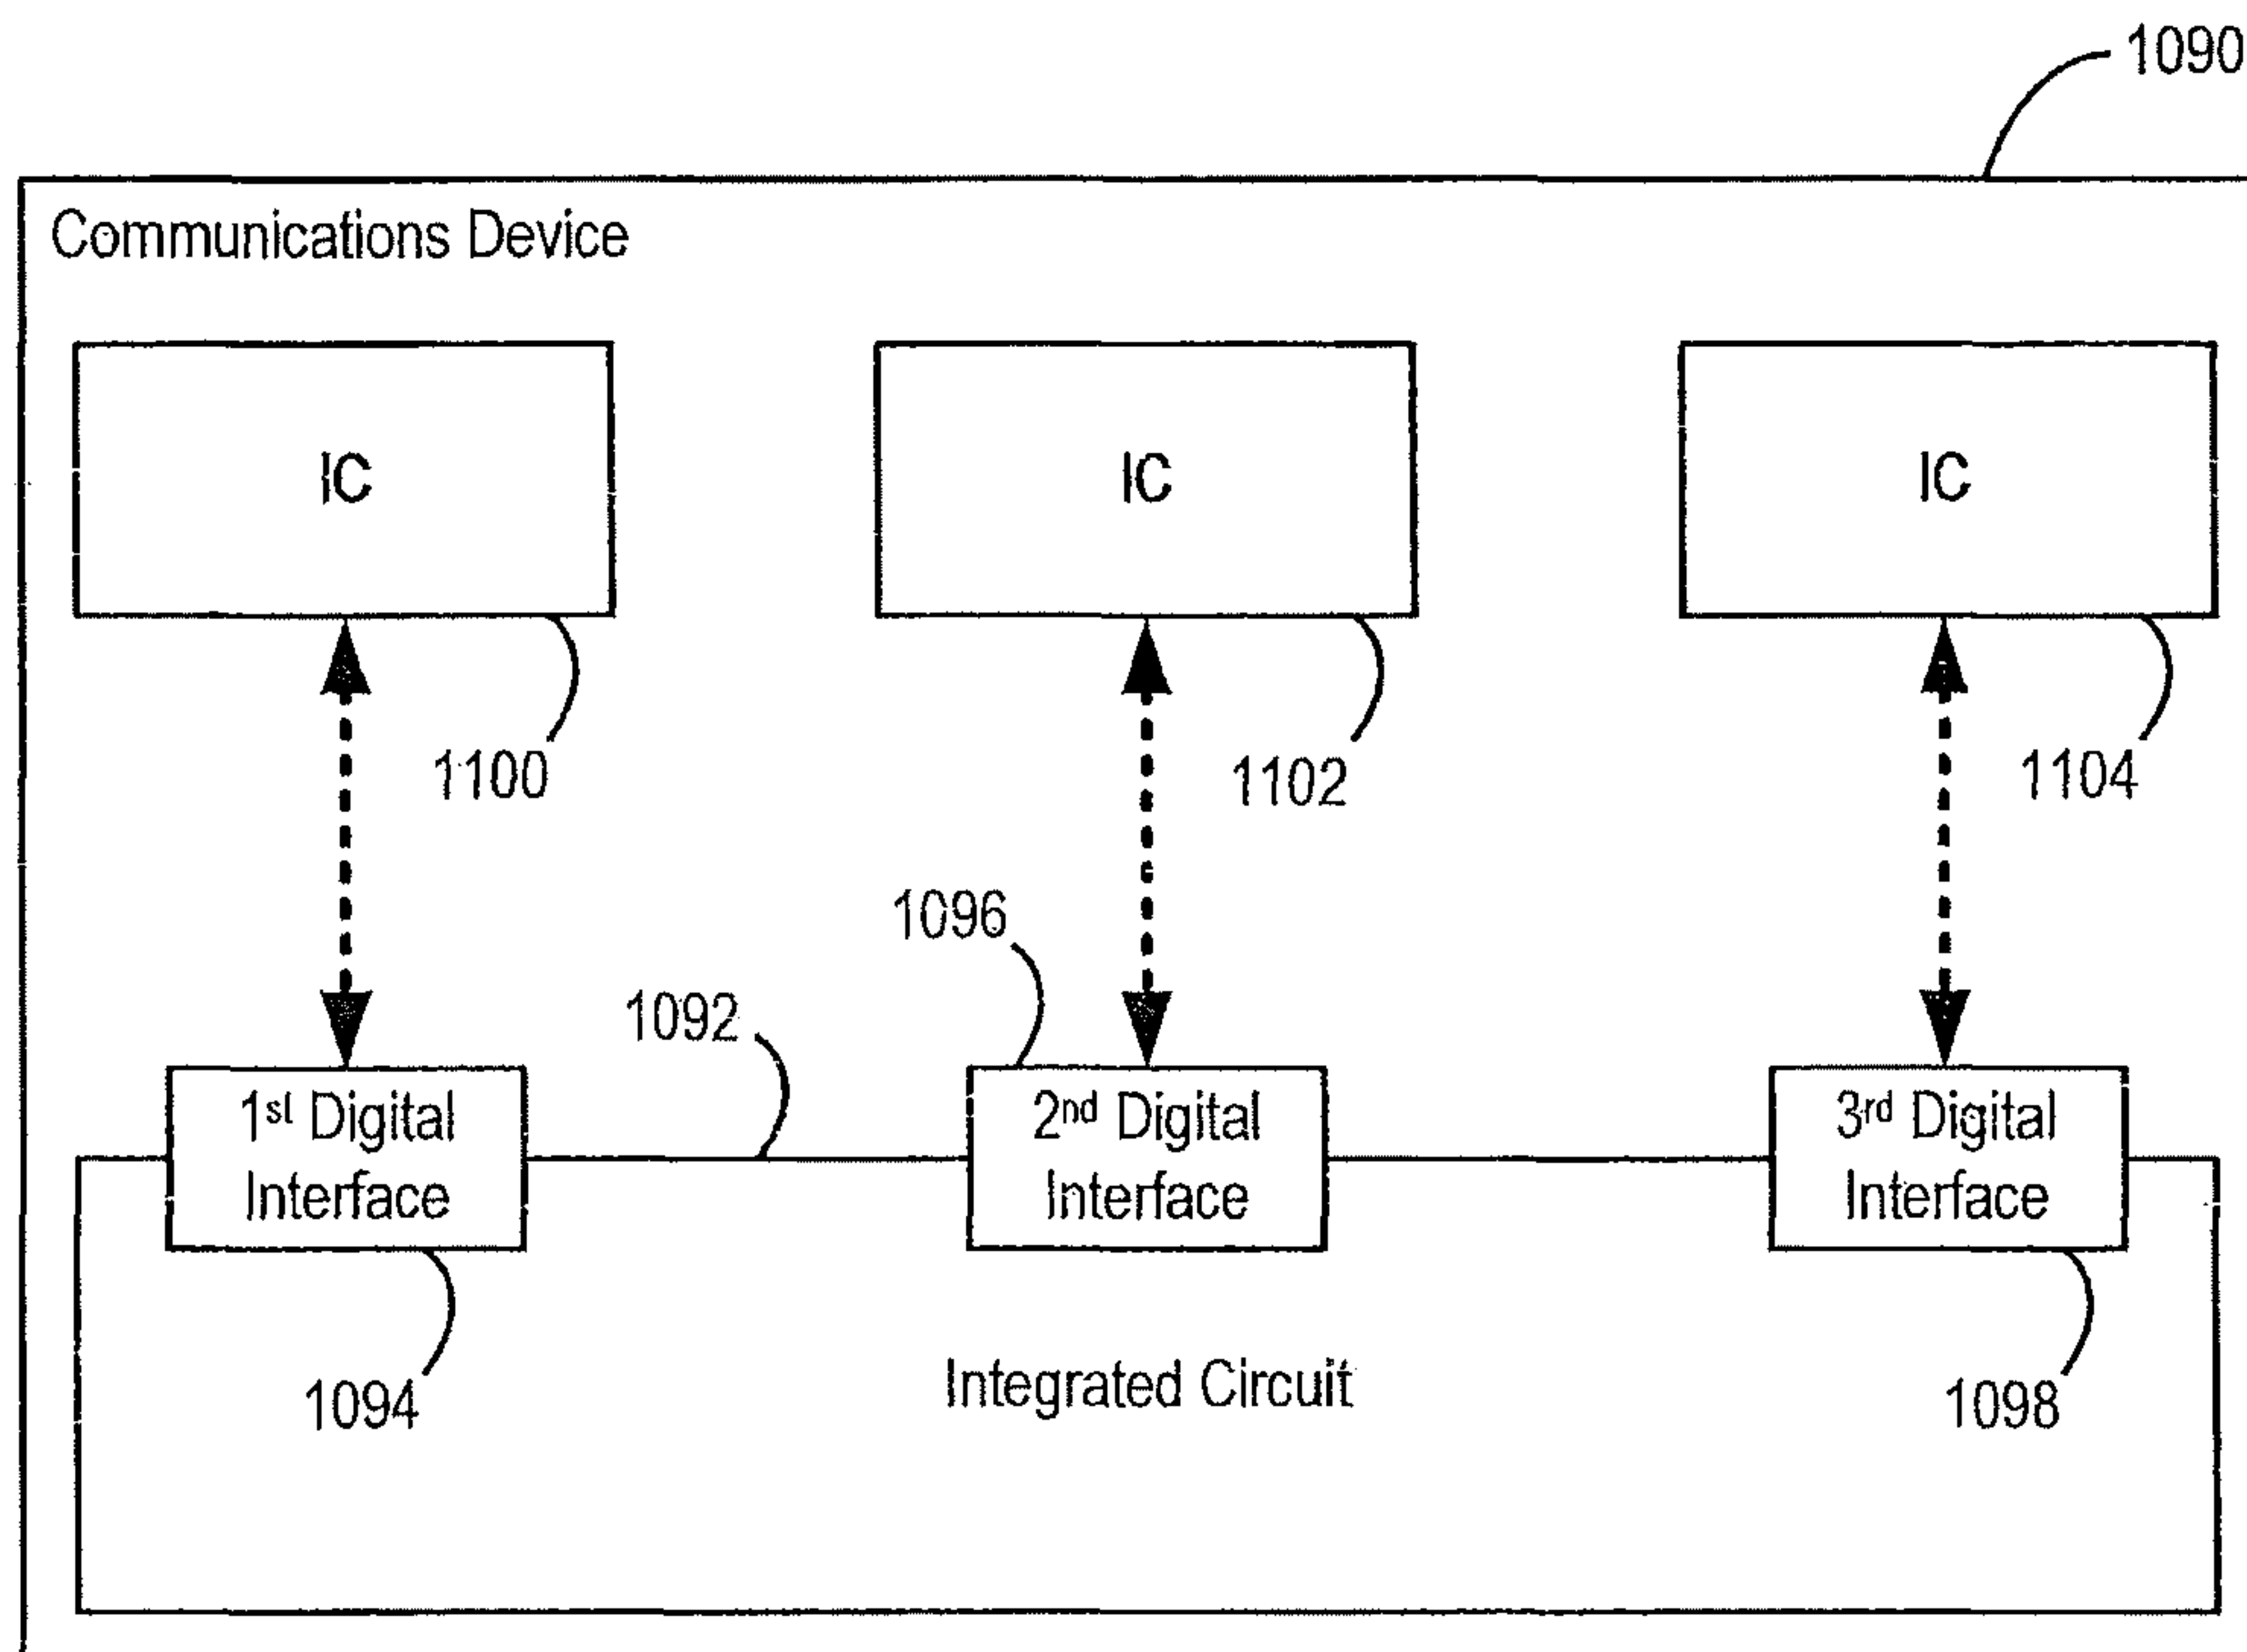 1090
Communications Device
IC
IC
IC
1100
1102
1104
1096
1092
1st Digital
Interface
2nd Digital
Interface
3rd Digital
Interface
1094
Integrated Circuit
1098